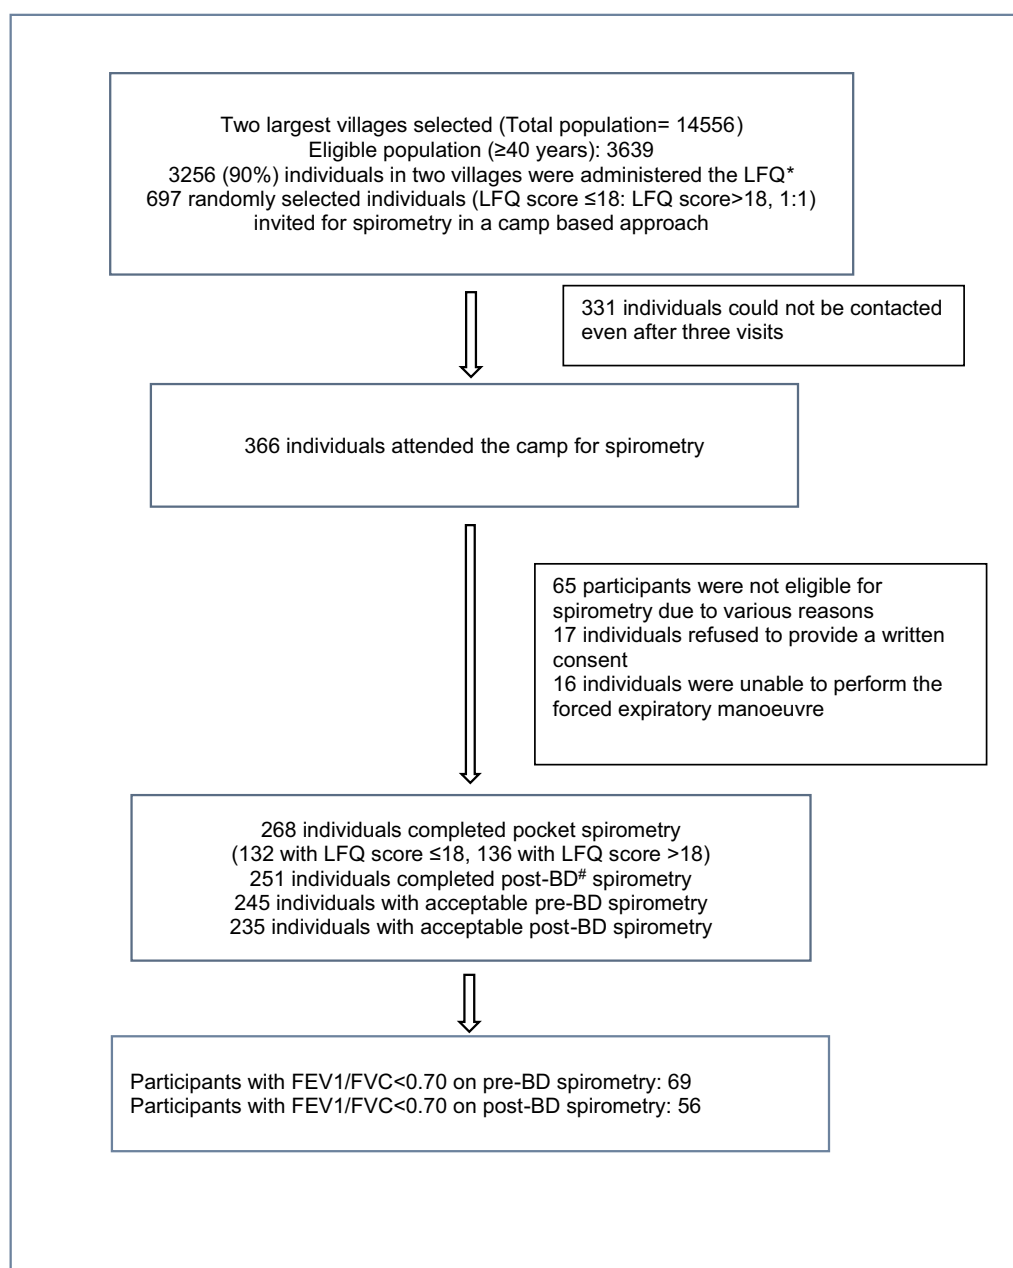 Two largest villages selected (Total population= 14556)
Eligible population (≥40 years): 3639
3256 (90%) individuals in two villages were administered the LFQ*
697 randomly selected individuals (LFQ score ≤18: LFQ score>18, 1:1)
invited for spirometry in a camp based approach
331 individuals could not be contacted
even after three visits
366 individuals attended the camp for spirometry
65 participants were not eligible for
spirometry due to various reasons
17 individuals refused to provide a written
consent
16 individuals were unable to perform the
forced expiratory manoeuvre
268 individuals completed pocket spirometry
(132 with LFQ score ≤18, 136 with LFQ score >18)
251 individuals completed post-BD# spirometry
245 individuals with acceptable pre-BD spirometry
235 individuals with acceptable post-BD spirometry
Participants with FEV1/FVC<0.70 on pre-BD spirometry: 69
Participants with FEV1/FVC<0.70 on post-BD spirometry: 56